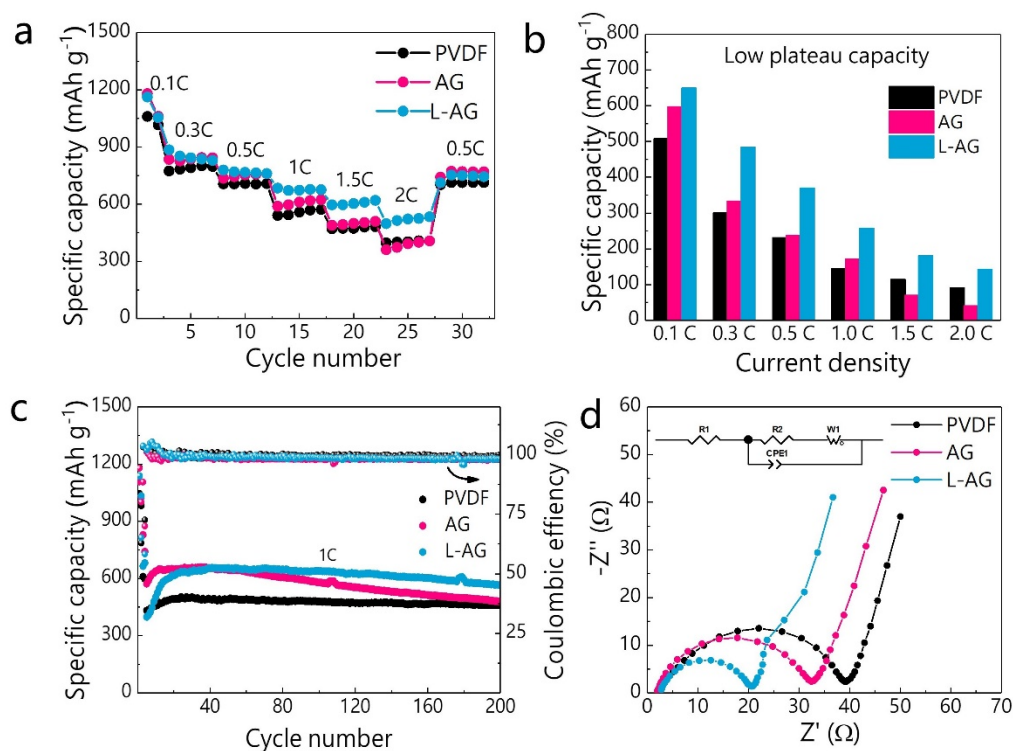 a
Specific capacity (mAh g⁻¹)
1500
1200
900
600
300
0
0.1C
0.3C
0.5C
1C
1.5C
2C
0.5C
PVDF
AG
L-AG
5 10 15 20 25 30
Cycle number
b
Specific capacity (mAh g⁻¹)
800
700
600
500
400
300
200
100
0
Low plateau capacity
PVDF
AG
L-AG
0.1 C 0.3 C 0.5 C 1.0 C 1.5 C 2.0 C
Current density
c
Specific capacity (mAh g⁻¹)
1500
1200
900
600
300
0
PVDF
AG
L-AG
1C
100
75
50
25
Coulombic effiency (%)
40 80 120 160 200
Cycle number
d
-Z'' (Ω)
60
50
40
30
20
10
0
R1
R2
W1
CPE1
PVDF
AG
L-AG
0 10 20 30 40 50 60 70
Z' (Ω)